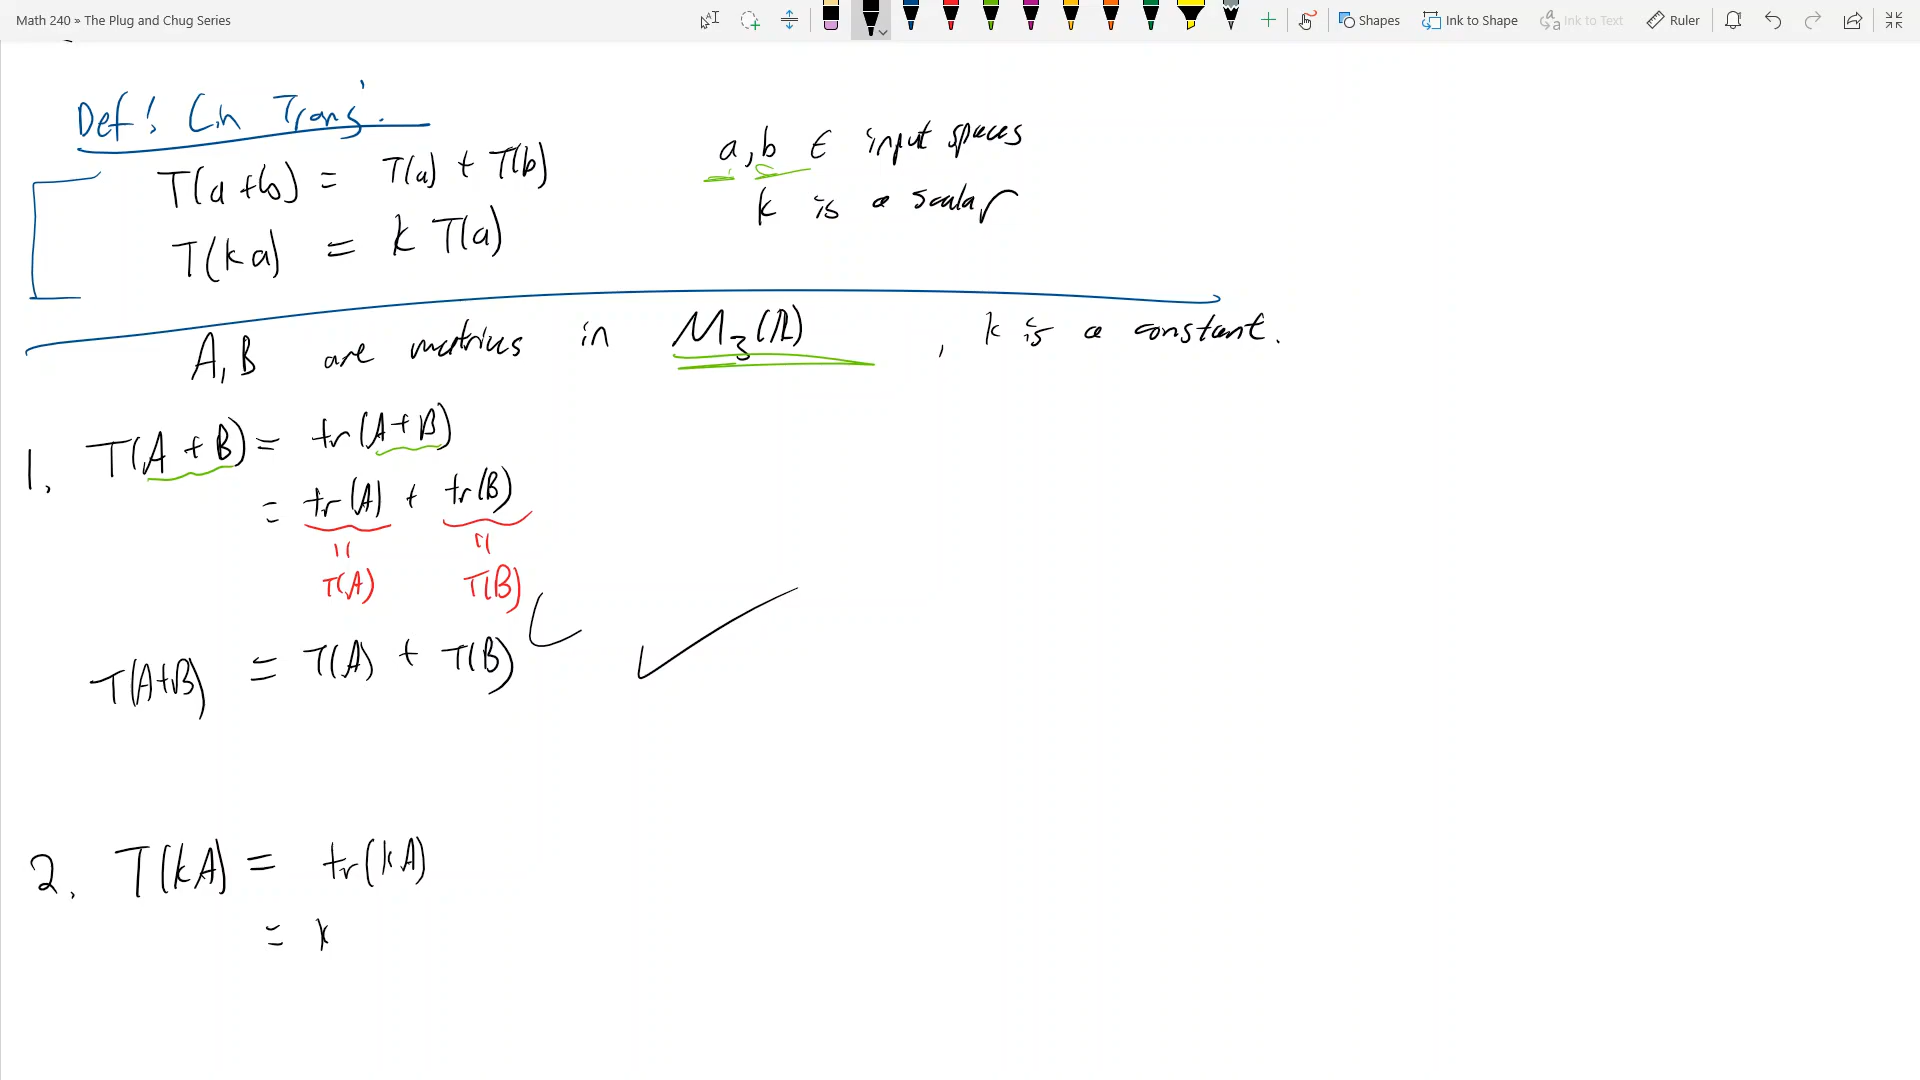 Math 240 » The Plug and Chug Series
Shapes Ink to Shape Ink to Text Ruler
Def: Lin Trans.
T(a+b) = T(a) + T(b)
T(ka) = k T(a)
a,b ∈ input spaces
k is a scalar
A,B are matrices in M₃(ℝ), k is a constant.
1. T(A+B) = tr(A+B)
= tr(A) + tr(B)
T(A) T(B)
T(A+B) = T(A) + T(B)
2. T(kA) = tr(kA)
= k